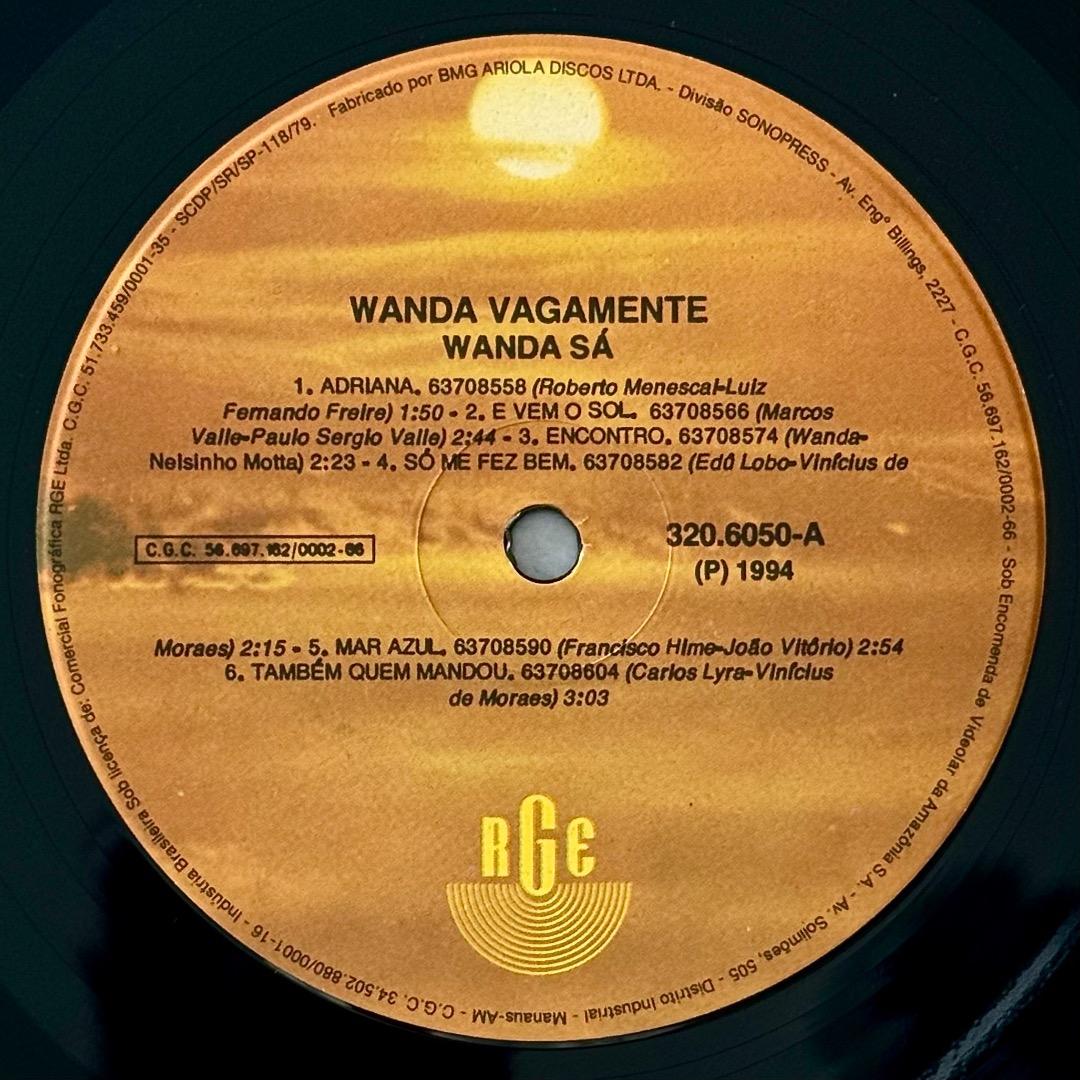 Fabricado por BMG ARIOLA DISCOS LTDA. - Divisão SONOPRESS - Av. Engº Billings, 2227 - C.G.C. 56.697.162/0002-66 - Sob Encomenda de Videolar da Amazônia S.A. - Av. Solimões, 505 - Distrito Industrial - Manaus-AM - C.G.C. 34.502.880/0001-16 - Indústria Brasileira Sob licença de: Comercial Fonográfica RGE Ltda. C.G.C. 51.733.459/0001-35 - SCDP/SR/SP-118/79.
WANDA VAGAMENTE
WANDA SÁ
1. ADRIANA. 63708558 (Roberto Menescal-Luiz
Fernando Freire) 1:50 - 2. E VEM O SOL. 63708566 (Marcos
Valle-Paulo Sergio Valle) 2:44 - 3. ENCONTRO. 63708574 (Wanda-
Nelsinho Motta) 2:23 - 4. SÓ ME FEZ BEM. 63708582 (Edû Lobo-Vinícius de
C.G.C. 56.697.162/0002-66
320.6050-A
(P) 1994
Moraes) 2:15 - 5. MAR AZUL. 63708590 (Francisco Hime-João Vitório) 2:54
6. TAMBÉM QUEM MANDOU. 63708604 (Carlos Lyra-Vinícius
de Moraes) 3:03
RGE